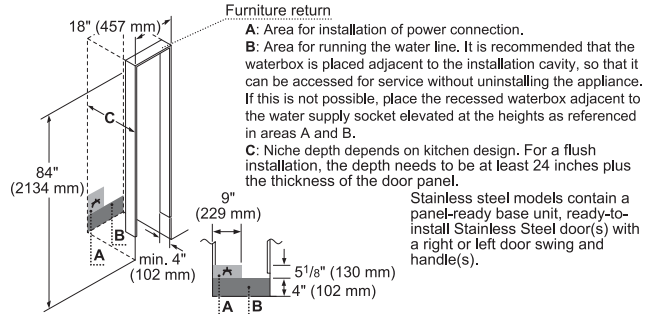 Furniture return
18" (457 mm)
A: Area for installation of power connection.
B: Area for running the water line. It is recommended that the
waterbox is placed adjacent to the installation cavity, so that it
can be accessed for service without uninstalling the appliance.
If this is not possible, place the recessed waterbox adjacent to
the water supply socket elevated at the heights as referenced
in areas A and B.
C: Niche depth depends on kitchen design. For a flush
installation, the depth needs to be at least 24 inches plus
the thickness of the door panel.
Stainless steel models contain a
panel-ready base unit, ready-to-
install Stainless Steel door(s) with
a right or left door swing and
handle(s).
C
84"
(2134 mm)
A
B
min. 4"
(102 mm)
9"
(229 mm)
5 1/8" (130 mm)
4" (102 mm)
A
B